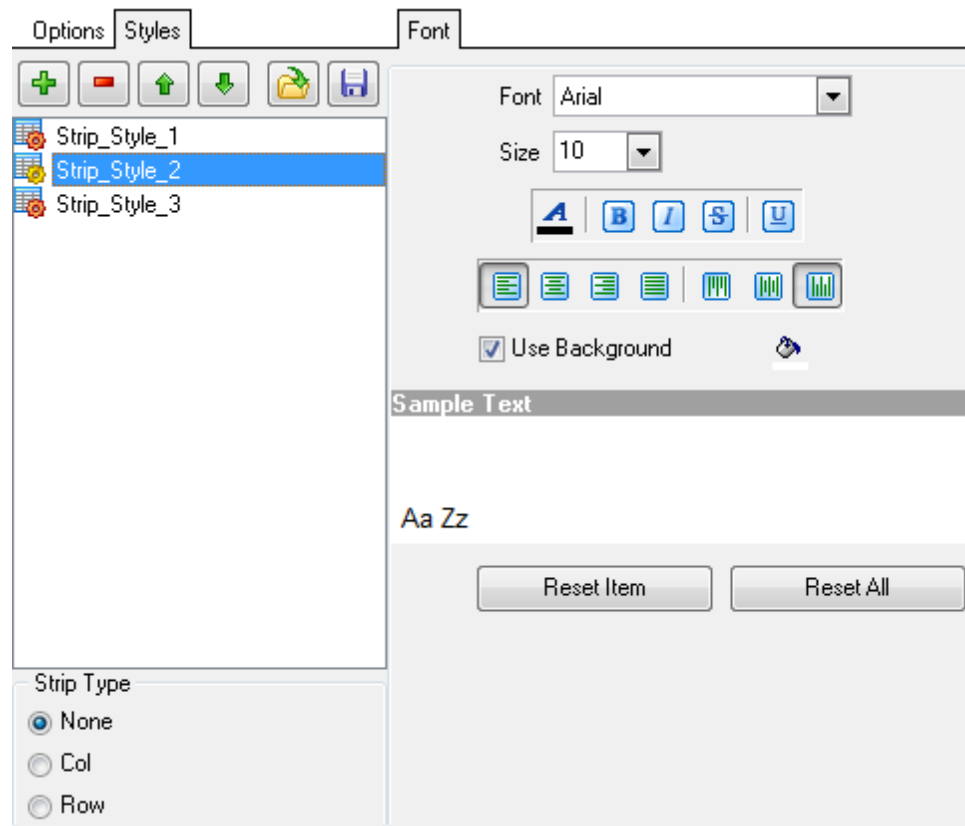 Options Styles
Strip_Style_1
Strip_Style_2
Strip_Style_3
Strip Type
None
Col
Row
Font
Font Arial
Size 10
A B I S U
Use Background
Sample Text
Aa Zz
Reset Item Reset All